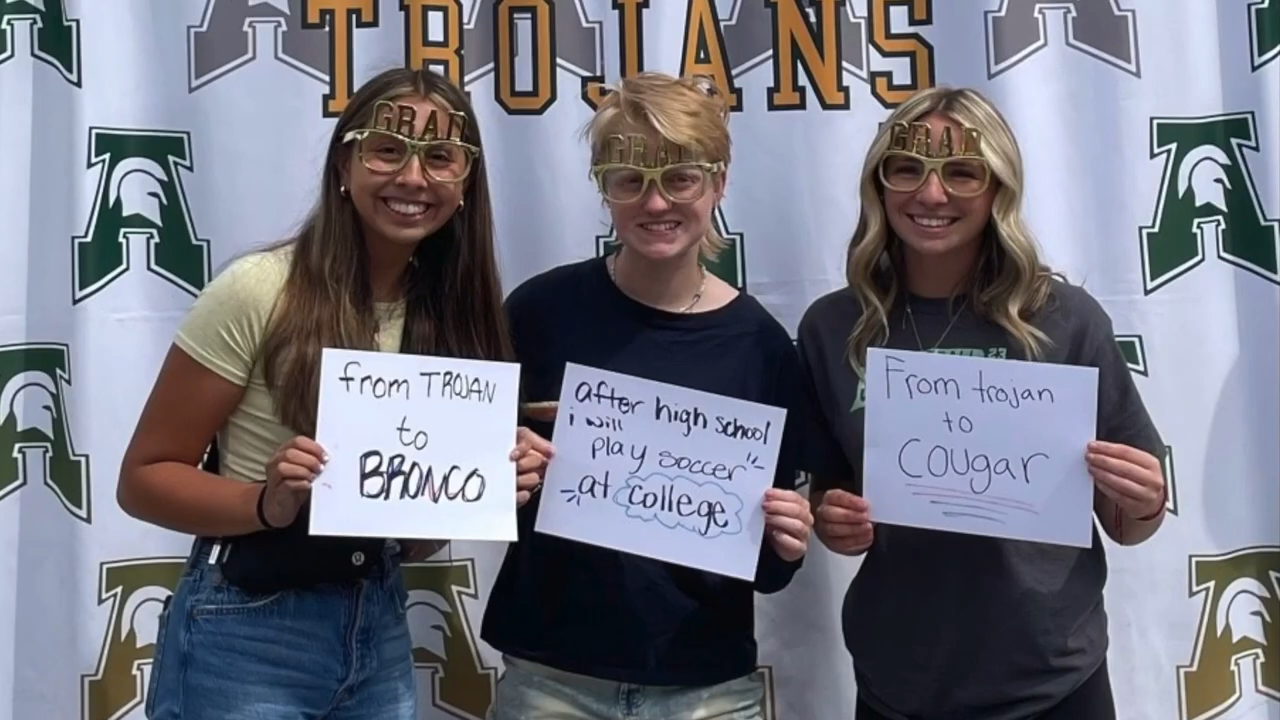 TROJANS
GRAD
GRAD
GRAD
from TROJAN
to
BRONCO
after high school
i will
play soccer
at college
From trojan
to
COUgar